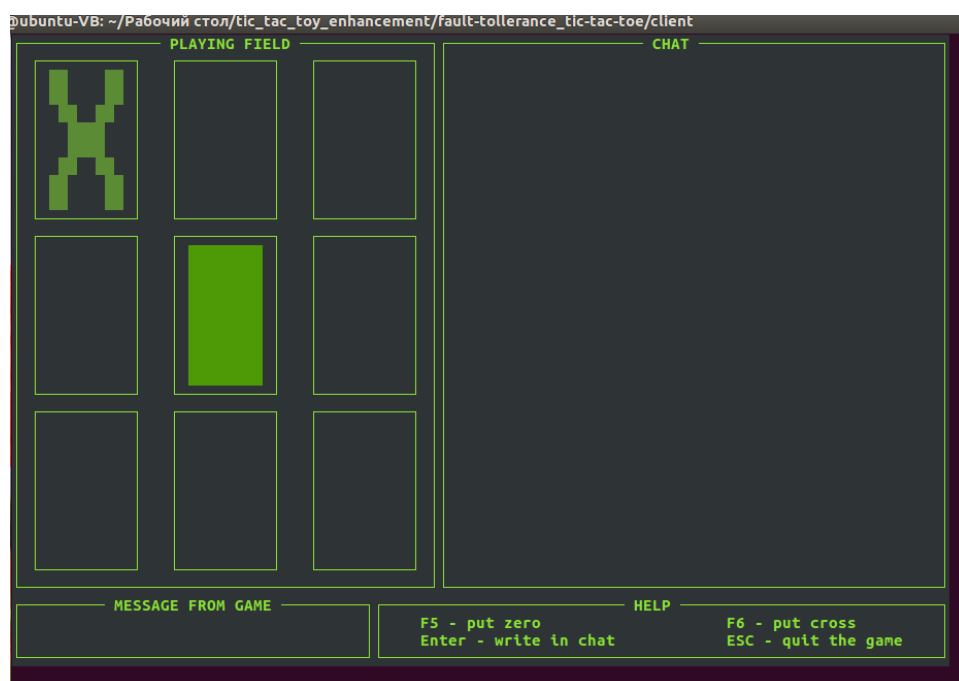 @ubuntu-VB: ~/Рабочий стол/tic_tac_toy_enhancement/fault-tollerance_tic-tac-toe/client
PLAYING FIELD
CHAT
MESSAGE FROM GAME
HELP
F5 - put zero
F6 - put cross
Enter - write in chat
ESC - quit the game